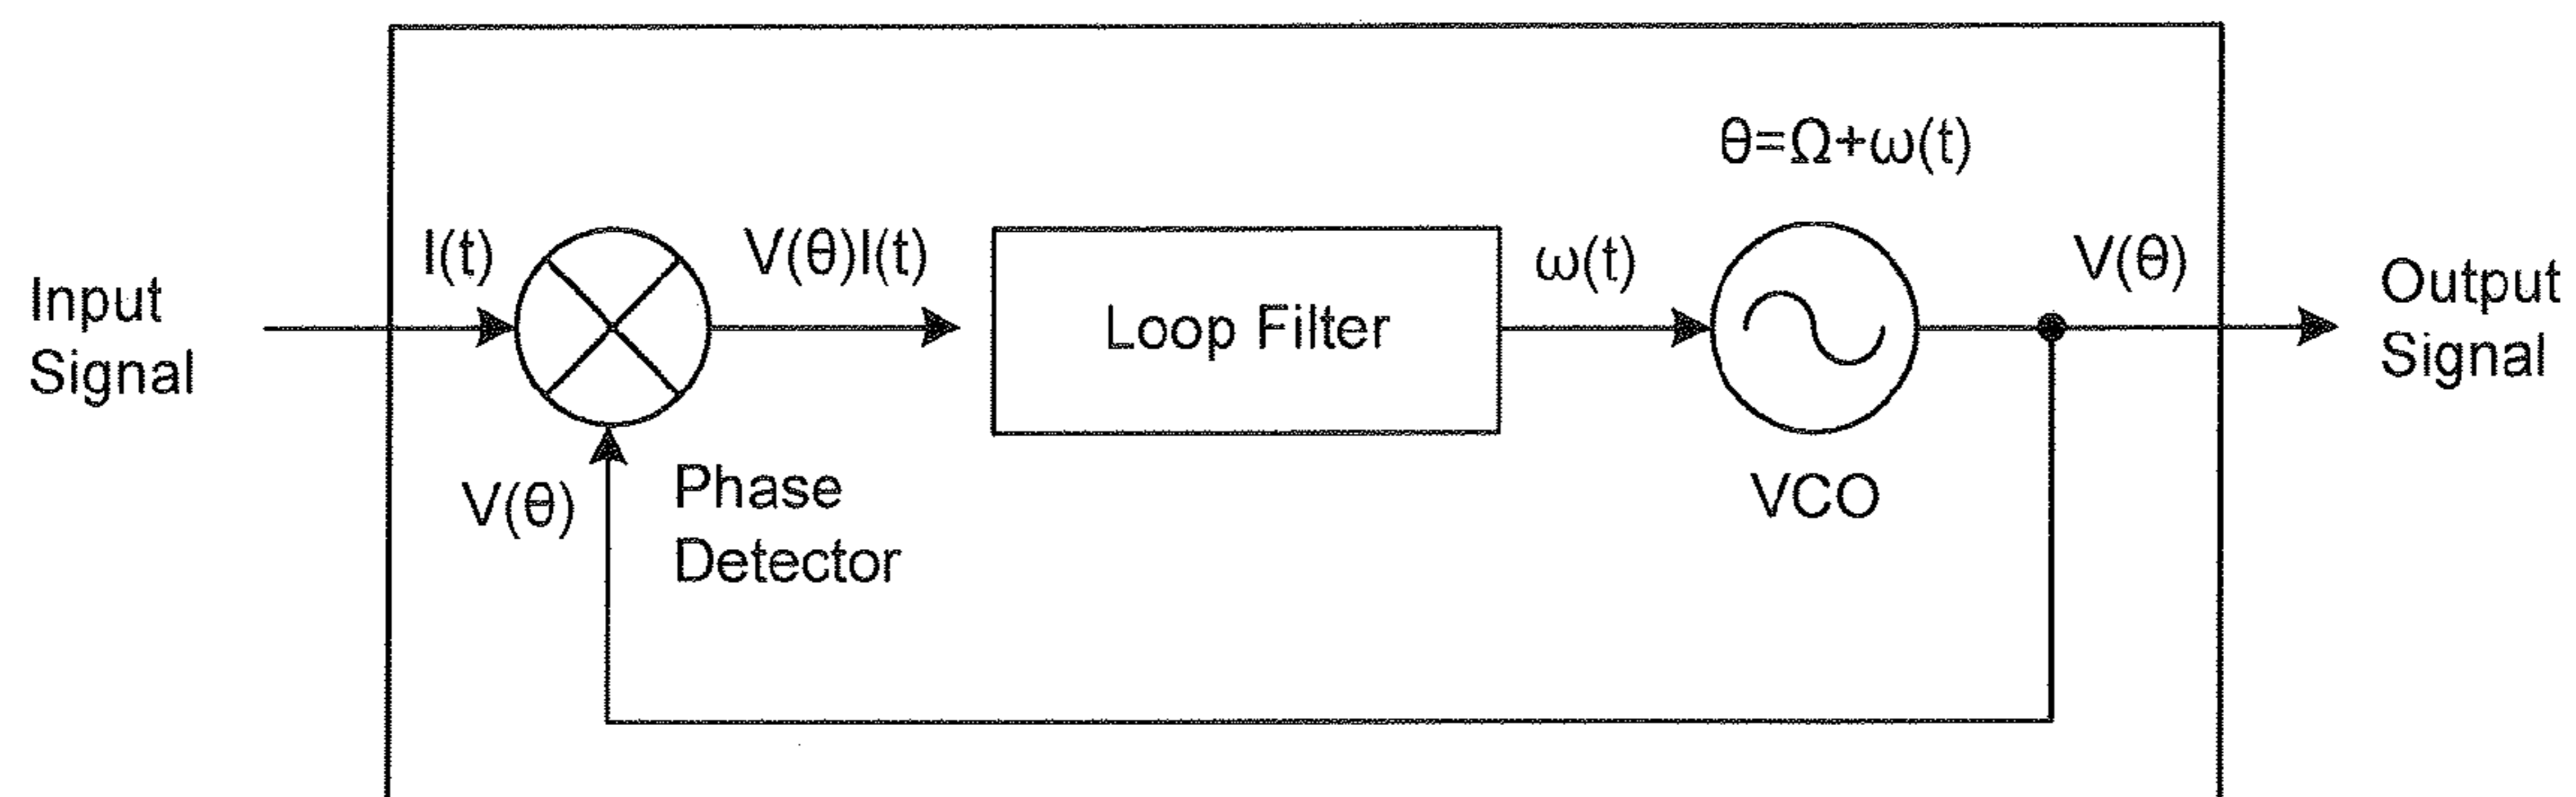 θ=Ω+ω(t)
I(t)
V(θ)I(t)
ω(t)
V(θ)
Input
Signal
Loop Filter
Output
Signal
V(θ)
Phase
Detector
VCO